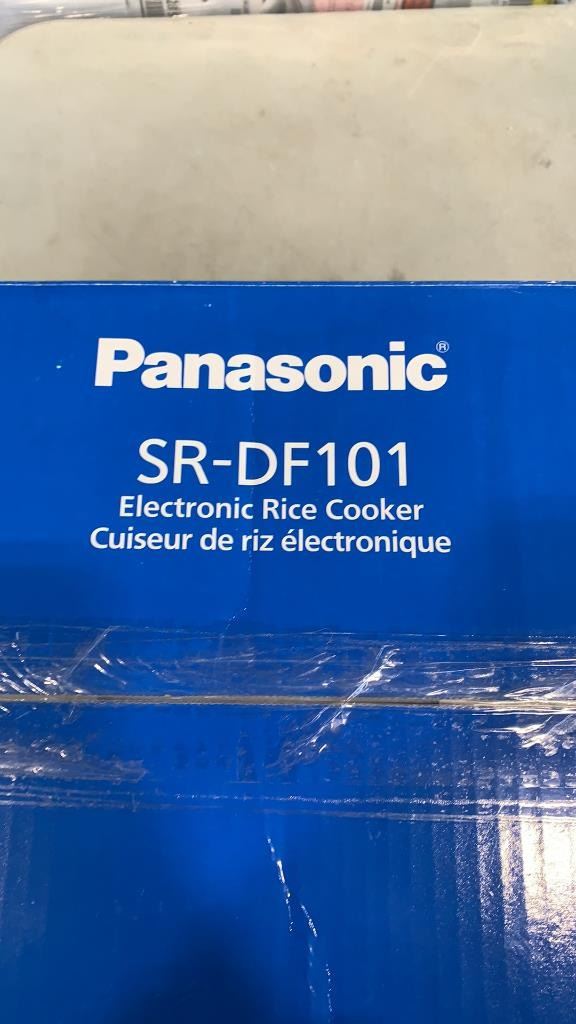 Panasonic®
SR-DF101
Electronic Rice Cooker
Cuiseur de riz électronique